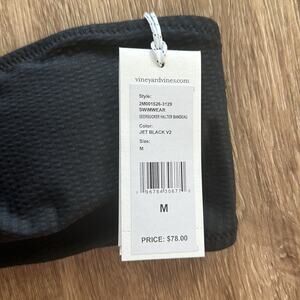 vineyardvines.com
Style:
2M001526-3129
SWIMWEAR
SEERSUCKER HALTER BANDEAU
Color:
JET BLACK V2
Size:
M
M
PRICE: $78.00